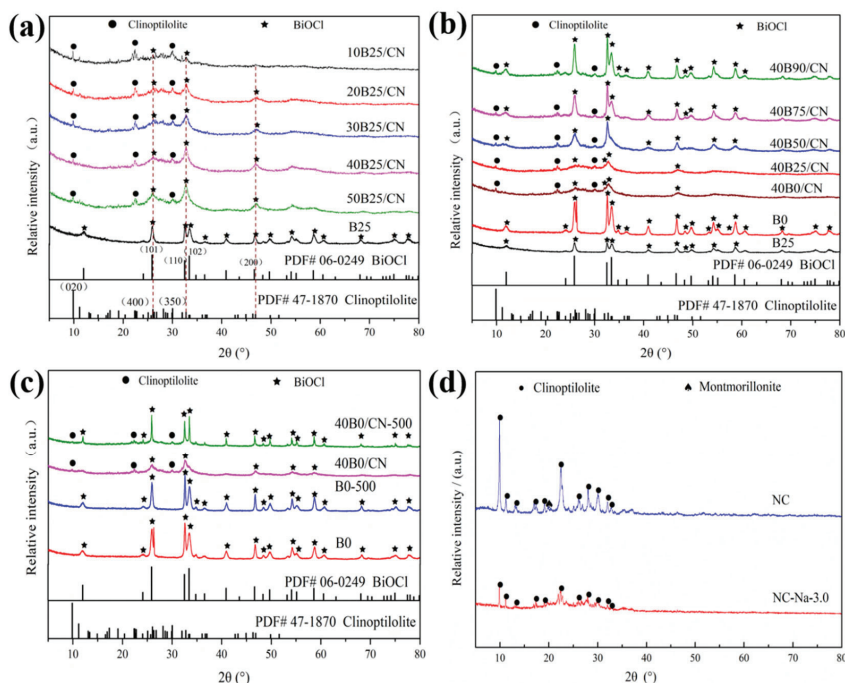 (a)
Clinoptilolite
BiOCl
10B25/CN
20B25/CN
30B25/CN
40B25/CN
50B25/CN
B25
(101)
(110)
(102)
(200)
PDF# 06-0249 BiOCl
(020)
(400)
(350)
PDF# 47-1870 Clinoptilolite
Relative intensity (a.u.)
10 20 30 40 50 60 70 80
2θ (°)
(b)
Clinoptilolite
BiOCl
40B90/CN
40B75/CN
40B50/CN
40B25/CN
40B0/CN
B0
B25
PDF# 06-0249 BiOCl
PDF# 47-1870 Clinoptilolite
Relative intensity (a.u.)
10 20 30 40 50 60 70 80
2θ (°)
(c)
Clinoptilolite
BiOCl
40B0/CN-500
40B0/CN
B0-500
B0
PDF# 06-0249 BiOCl
PDF# 47-1870 Clinoptilolite
Relative intensity (a.u.)
10 20 30 40 50 60 70 80
2θ (°)
(d)
Clinoptilolite
Montmorillonite
NC
NC-Na-3.0
Relative intensity / (a.u.)
10 20 30 40 50 60 70 80
2θ (°)